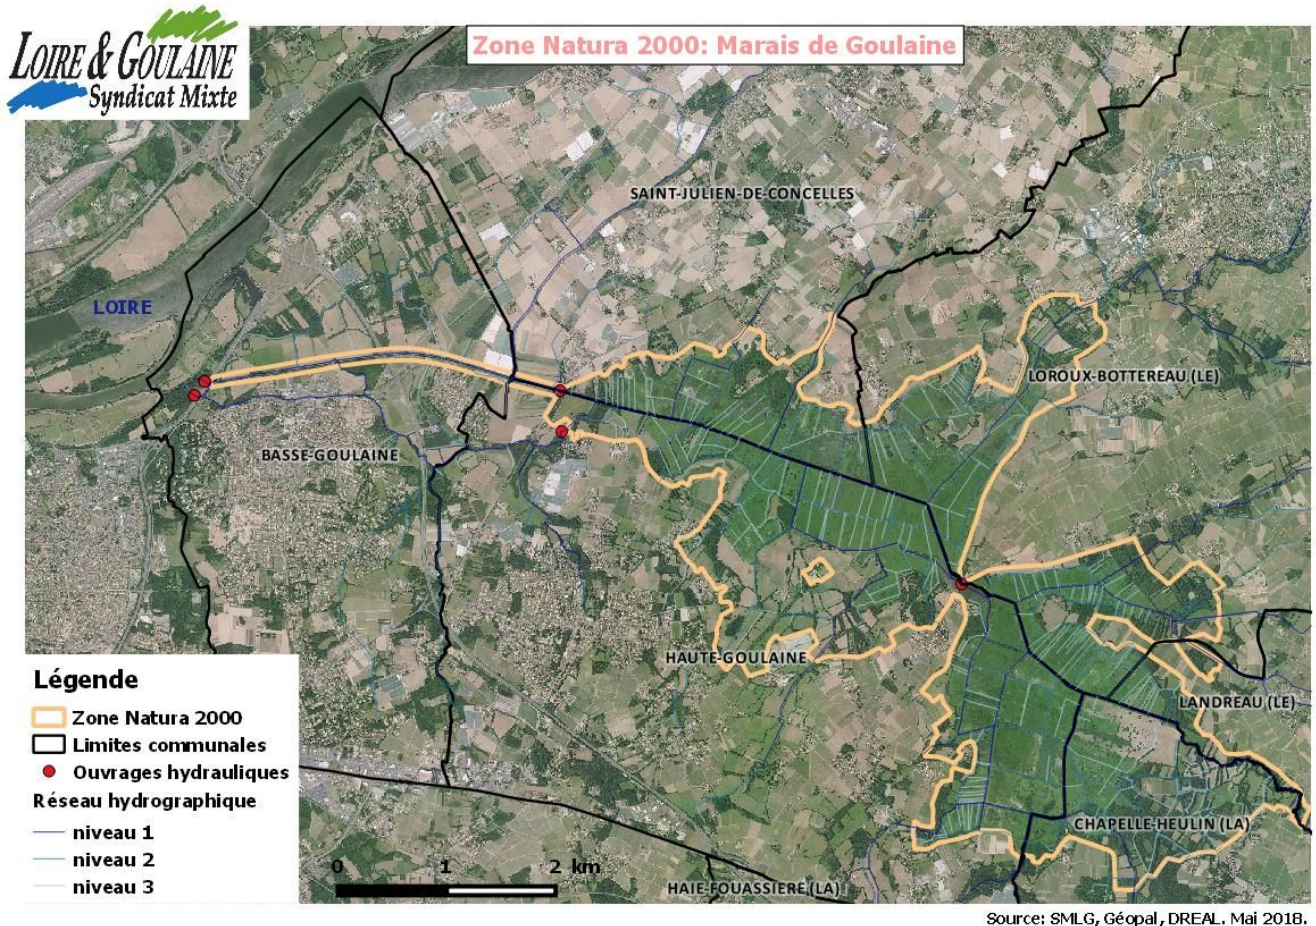 LOIRE & GOULAINE
Syndicat Mixte
Zone Natura 2000: Marais de Goulaine
SAINT-JULIEN-DE-CONCELLES
LOIRE
LOROUX-BOTTEREAU (LE)
BASSE-GOULAINE
HAUTE-GOULAINE
LANDREAU (LE)
CHAPELLE-HEULIN (LA)
HAIE-FOUASSIERE (LA)
Légende
Zone Natura 2000
Limites communales
Ouvrages hydrauliques
Réseau hydrographique
niveau 1
niveau 2
niveau 3
0 1 2 km
Source: SMLG, Géopal, DREAL. Mai 2018.